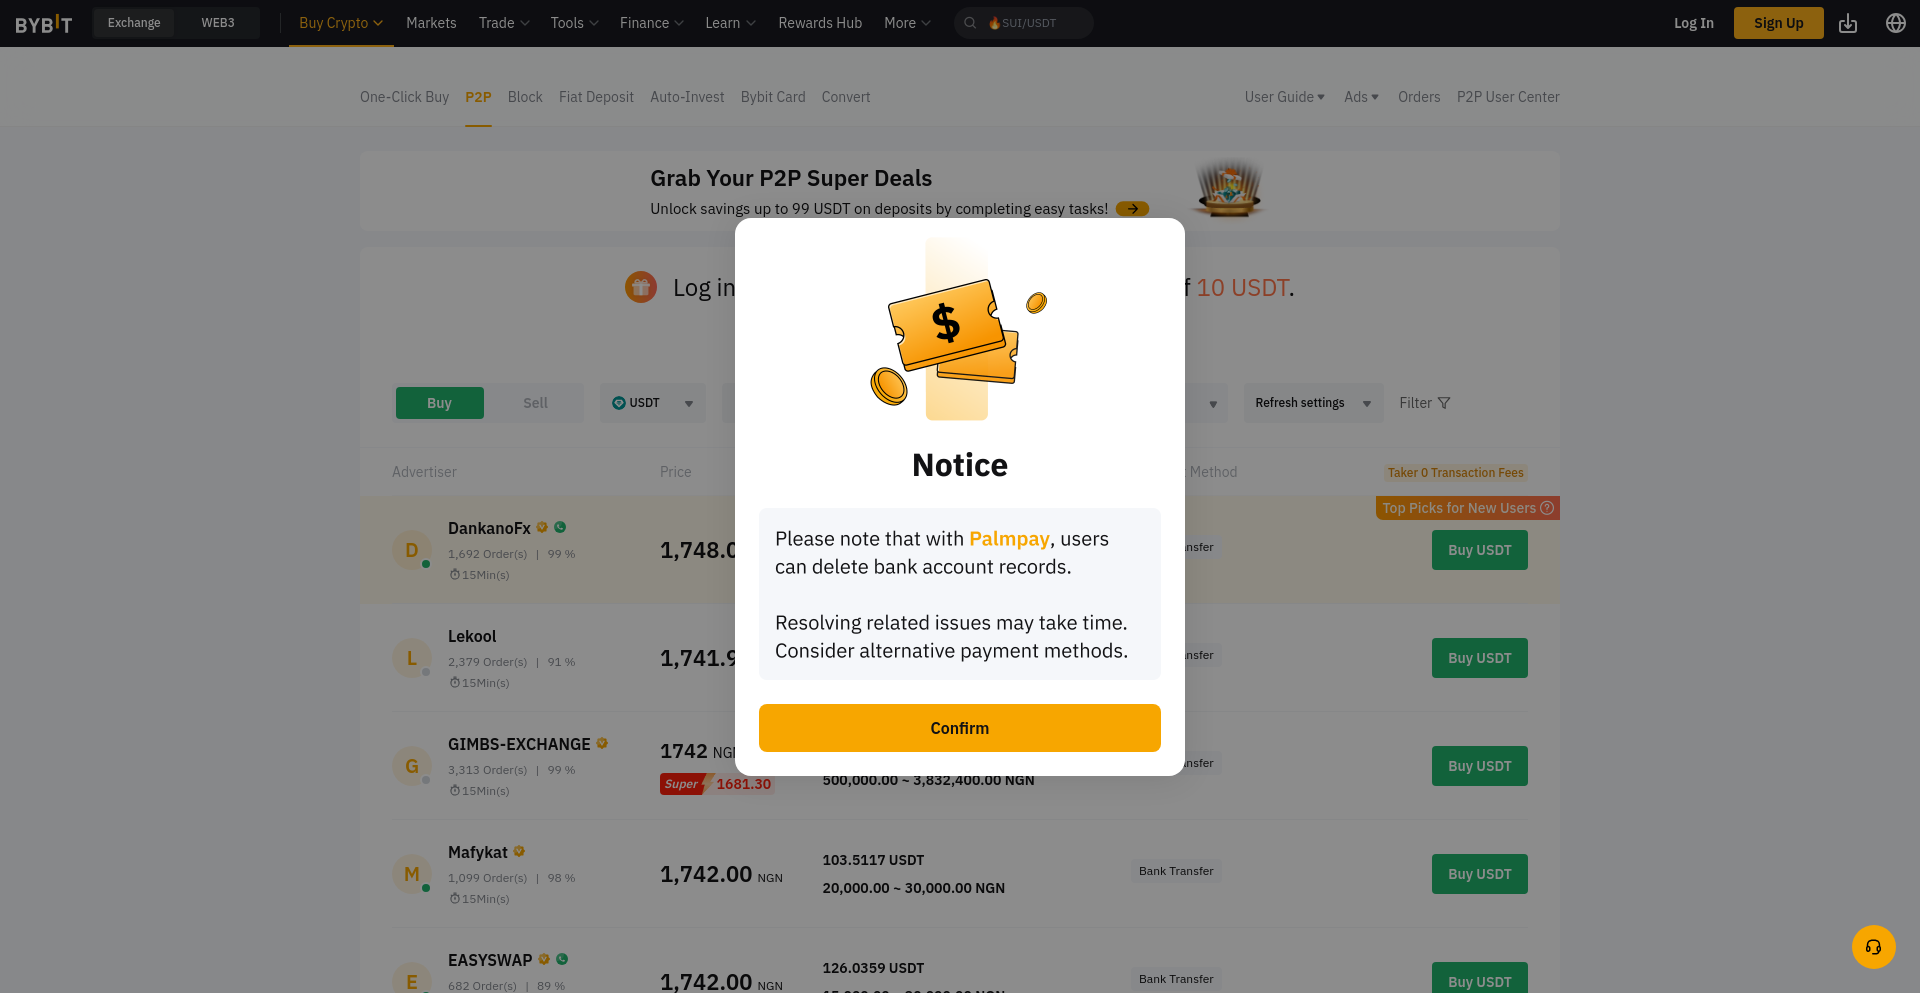 BYBIT
Exchange
WEB3
Buy Crypto
Markets
Trade
Tools
Finance
Learn
Rewards Hub
More
SUI/USDT
Log In
Sign Up
One-Click Buy
P2P
Block
Fiat Deposit
Auto-Invest
Bybit Card
Convert
User Guide
Ads
Orders
P2P User Center
Grab Your P2P Super Deals
Unlock savings up to 99 USDT on deposits by completing easy tasks!
Log in
10 USDT.
Buy
Sell
USDT
Refresh settings
Filter
Advertiser
Price
Method
Taker 0 Transaction Fees
Top Picks for New Users
D
DankanoFx
1,692 Order(s) | 99 %
15Min(s)
1,748.0
Buy USDT
L
Lekool
2,379 Order(s) | 91 %
15Min(s)
1,741.9
Buy USDT
G
GIMBS-EXCHANGE
3,313 Order(s) | 99 %
15Min(s)
1742 NGN
Super 1681.30
500,000.00 ~ 3,832,400.00 NGN
Buy USDT
M
Mafykat
1,099 Order(s) | 98 %
15Min(s)
1,742.00 NGN
103.5117 USDT
20,000.00 ~ 30,000.00 NGN
Bank Transfer
Buy USDT
E
EASYSWAP
682 Order(s) | 89 %
1,742.00 NGN
126.0359 USDT
Bank Transfer
Buy USDT
$
Notice
Please note that with Palmpay, users
can delete bank account records.
Resolving related issues may take time.
Consider alternative payment methods.
Confirm